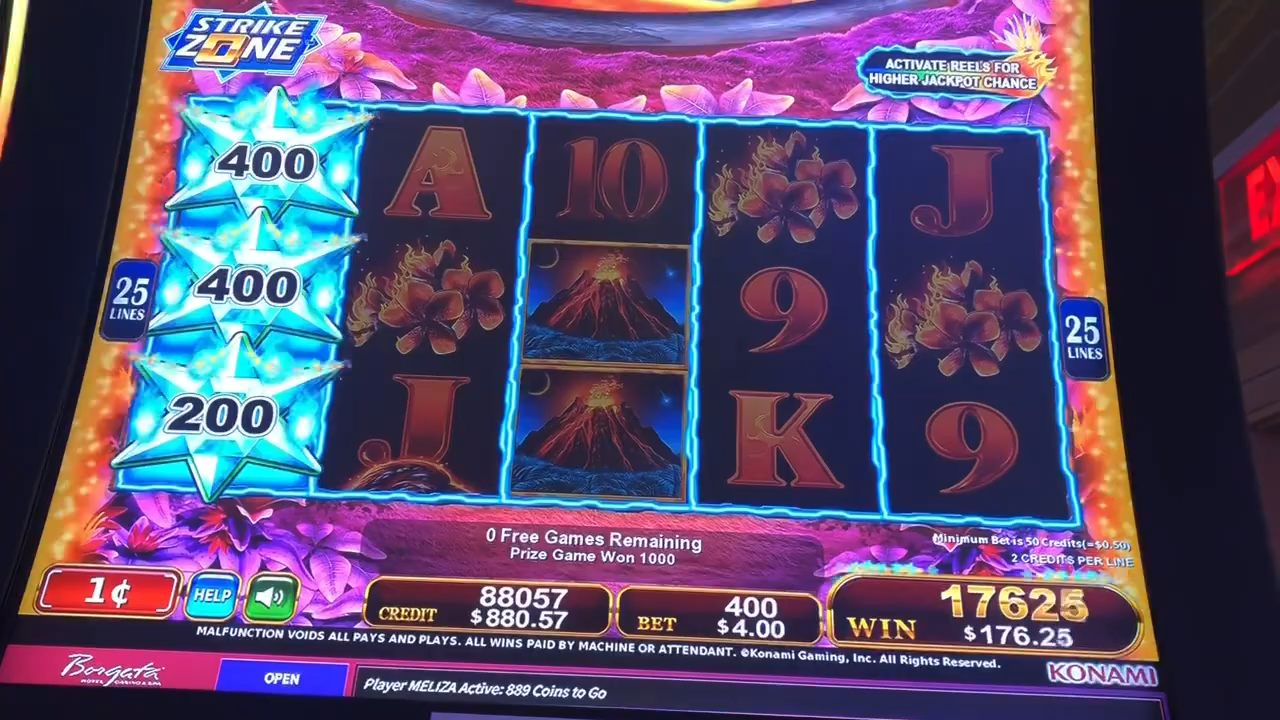 STRIKE
ZONE
ACTIVATE REELS FOR
HIGHER JACKPOT CHANCE
400
A
10
J
400
9
200
J
K
9
25
LINES
25
LINES
0 Free Games Remaining
Prize Game Won 1000
Minimum Bet is 50 Credits(=$0.50)
2 CREDITS PER LINE
1¢
HELP
CREDIT
88057
$880.57
BET
400
$4.00
WIN
17625
$176.25
MALFUNCTION VOIDS ALL PAYS AND PLAYS. ALL WINS PAID BY MACHINE OR ATTENDANT. ©Konami Gaming, Inc. All Rights Reserved.
KONAMI
Borgata
HOTEL CASINO & SPA
OPEN
Player MELIZA Active: 889 Coins to Go